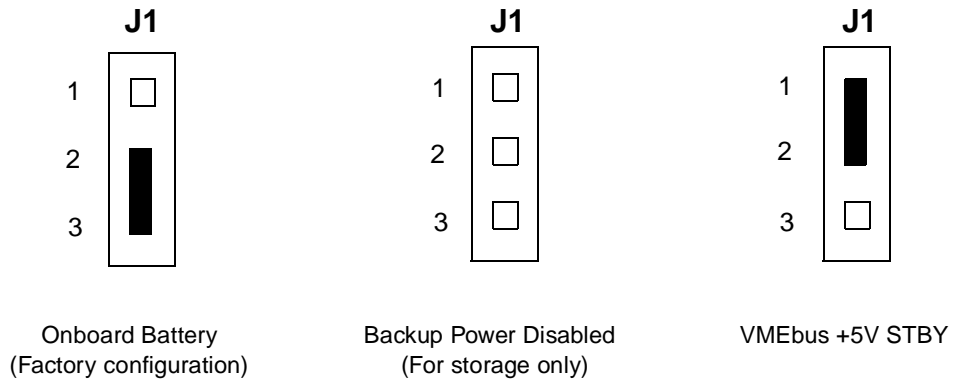 J1
1
2
3
Onboard Battery
(Factory configuration)
J1
1
2
3
Backup Power Disabled
(For storage only)
J1
1
2
3
VMEbus +5V STBY